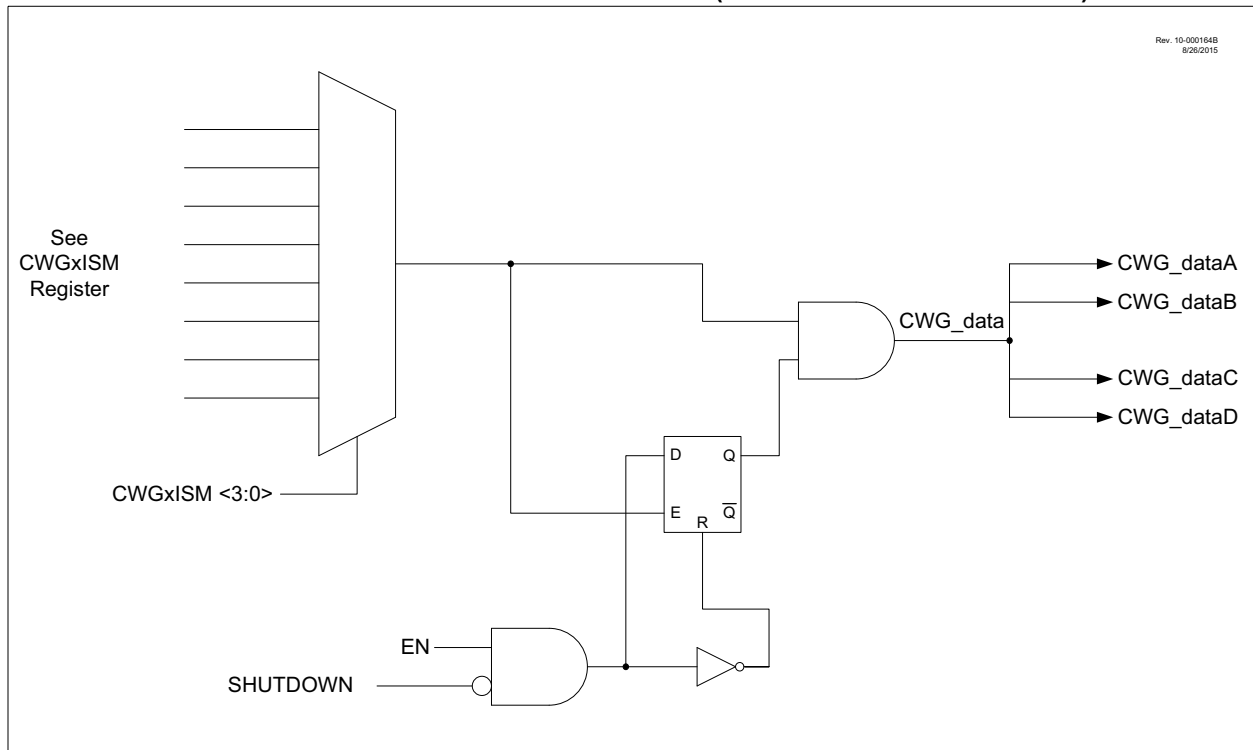 Rev. 10-000164B
8/26/2015
See
CWGxISM
Register
CWGxISM <3:0>
D
Q
E
R
Q̅
EN
SHUTDOWN
CWG_data
CWG_dataA
CWG_dataB
CWG_dataC
CWG_dataD